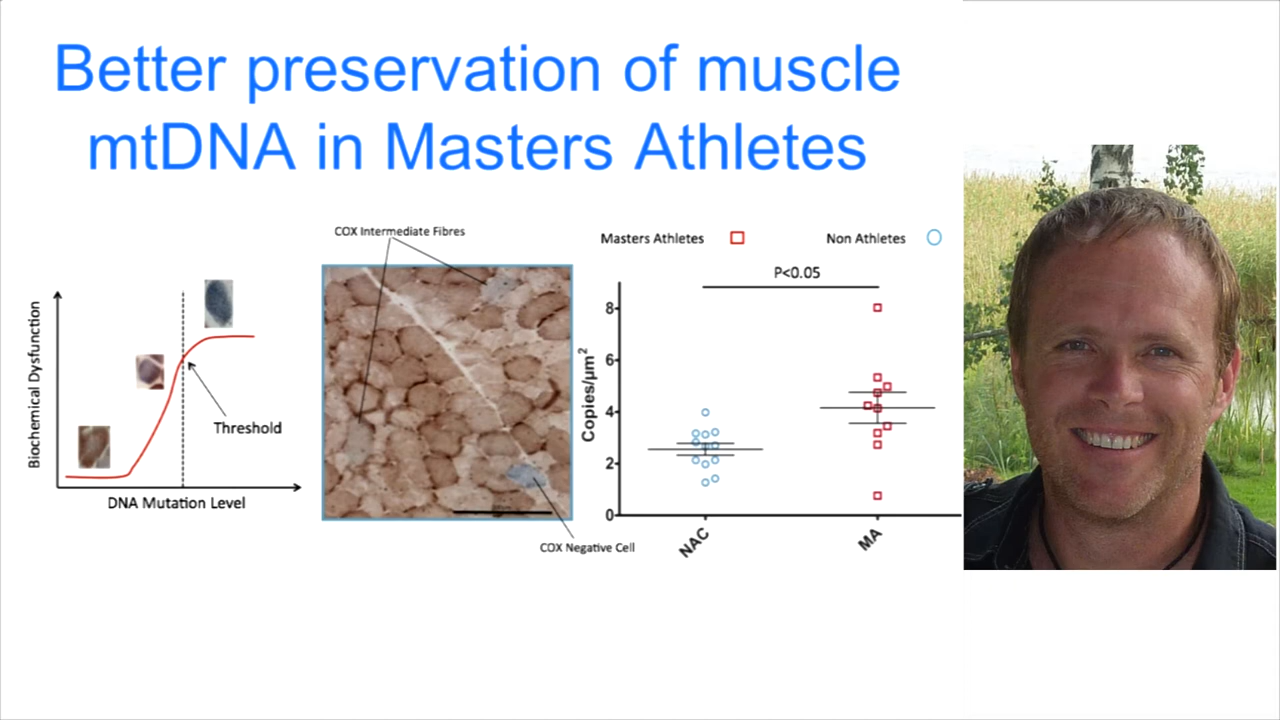 Better preservation of muscle
mtDNA in Masters Athletes
Biochemical Dysfunction
Threshold
DNA Mutation Level
COX Intermediate Fibres
COX Negative Cell
Masters Athletes
Non Athletes
P<0.05
Copies/µm²
8
6
4
2
0
NAC
MA